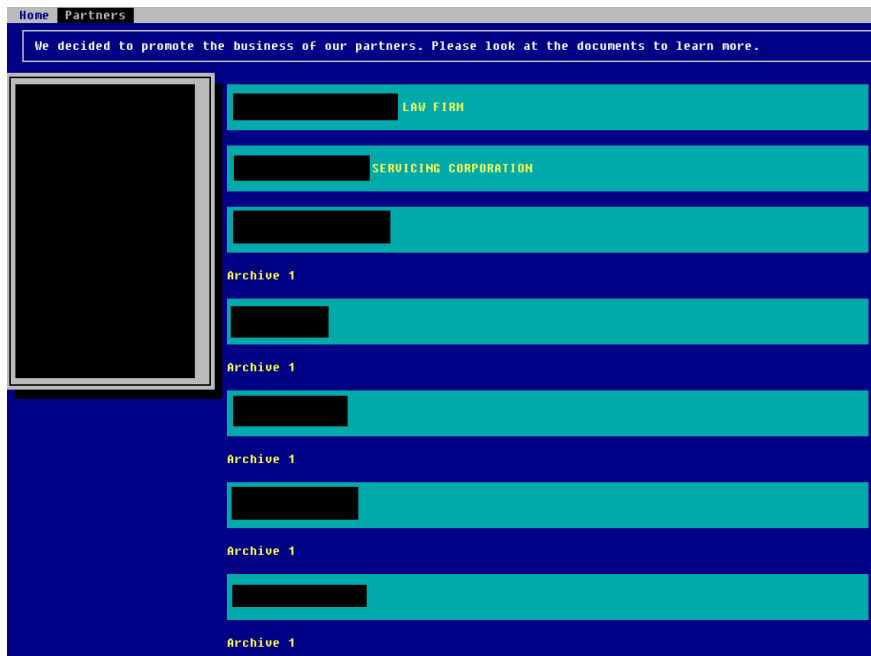 Home Partners
We decided to promote the business of our partners. Please look at the documents to learn more.
LAW FIRM
SERVICING CORPORATION
Archive 1
Archive 1
Archive 1
Archive 1
Archive 1